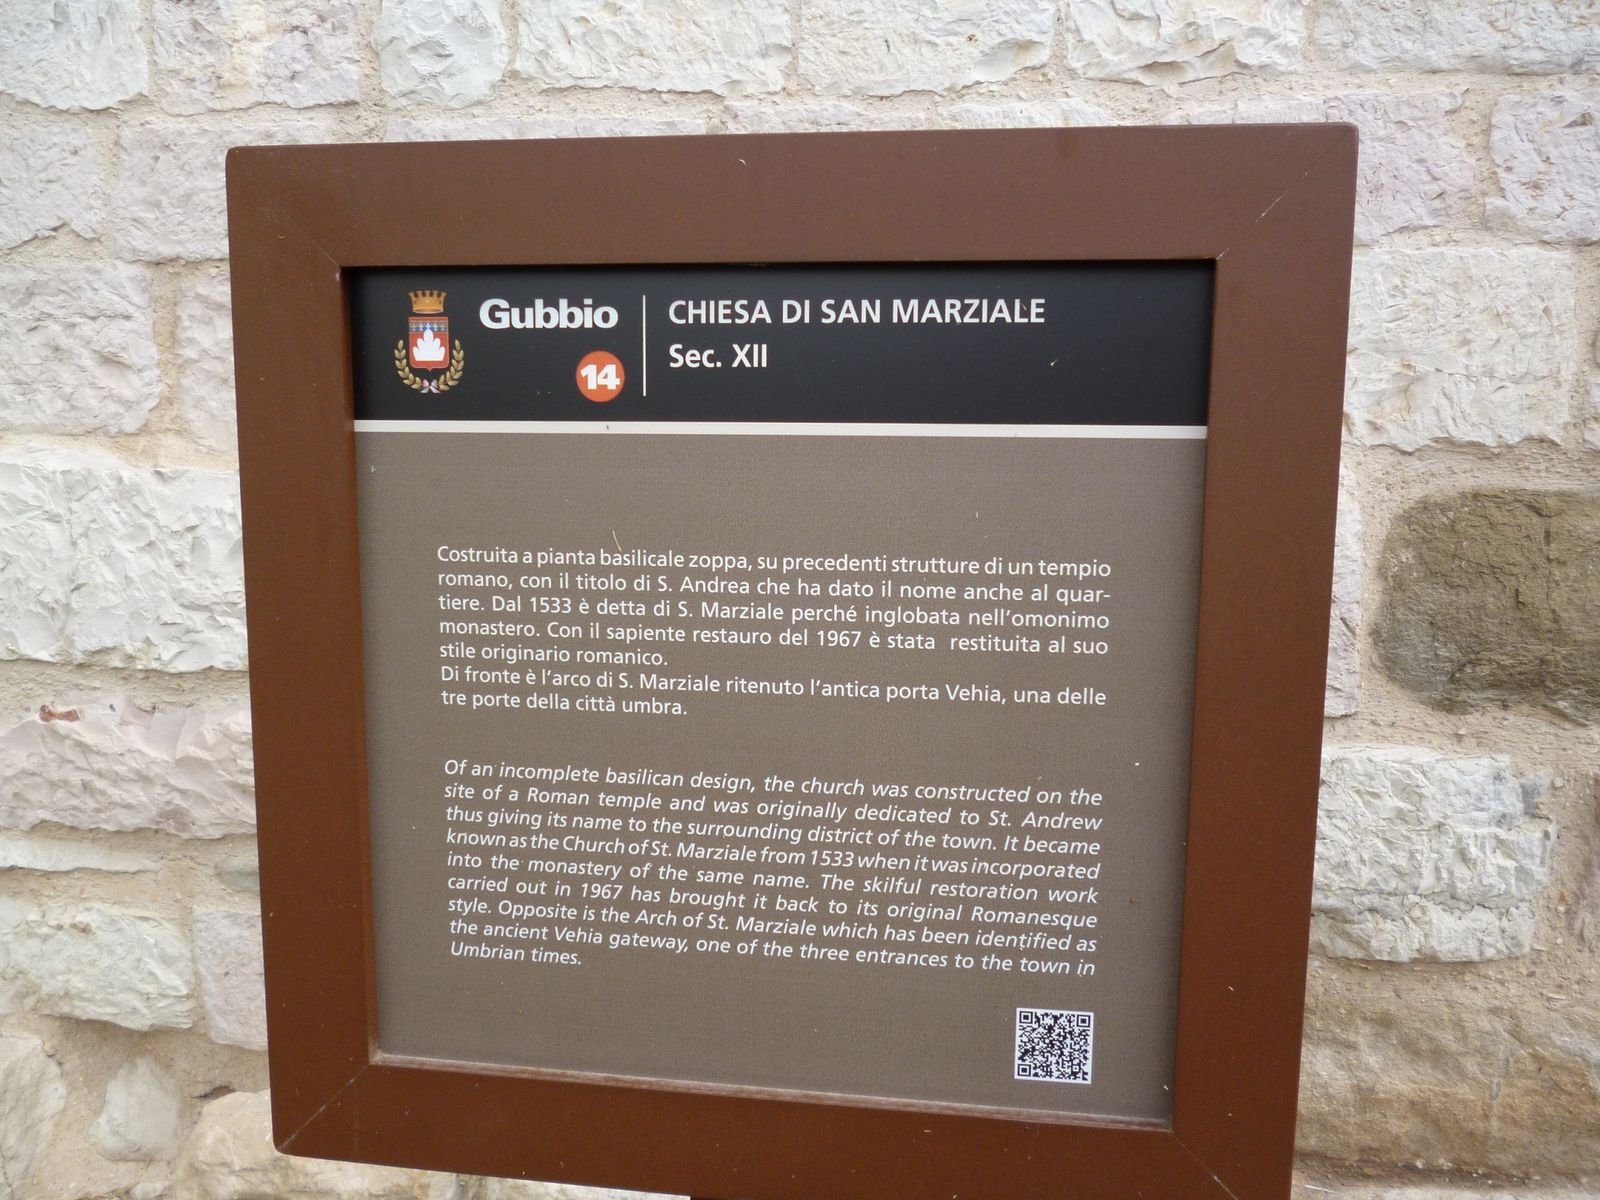 Gubbio
14
CHIESA DI SAN MARZIALE
Sec. XII
Costruita a pianta basilicale zoppa, su precedenti strutture di un tempio
romano, con il titolo di S. Andrea che ha dato il nome anche al quar-
tiere. Dal 1533 è detta di S. Marziale perché inglobata nell'omonimo
monastero. Con il sapiente restauro del 1967 è stata restituita al suo
stile originario romanico.
Di fronte è l'arco di S. Marziale ritenuto l'antica porta Vehia, una delle
tre porte della città umbra.
Of an incomplete basilican design, the church was constructed on the
site of a Roman temple and was originally dedicated to St. Andrew
thus giving its name to the surrounding district of the town. It became
known as the Church of St. Marziale from 1533 when it was incorporated
into the monastery of the same name. The skilful restoration work
carried out in 1967 has brought it back to its original Romanesque
style. Opposite is the Arch of St. Marziale which has been identified as
the ancient Vehia gateway, one of the three entrances to the town in
Umbrian times.